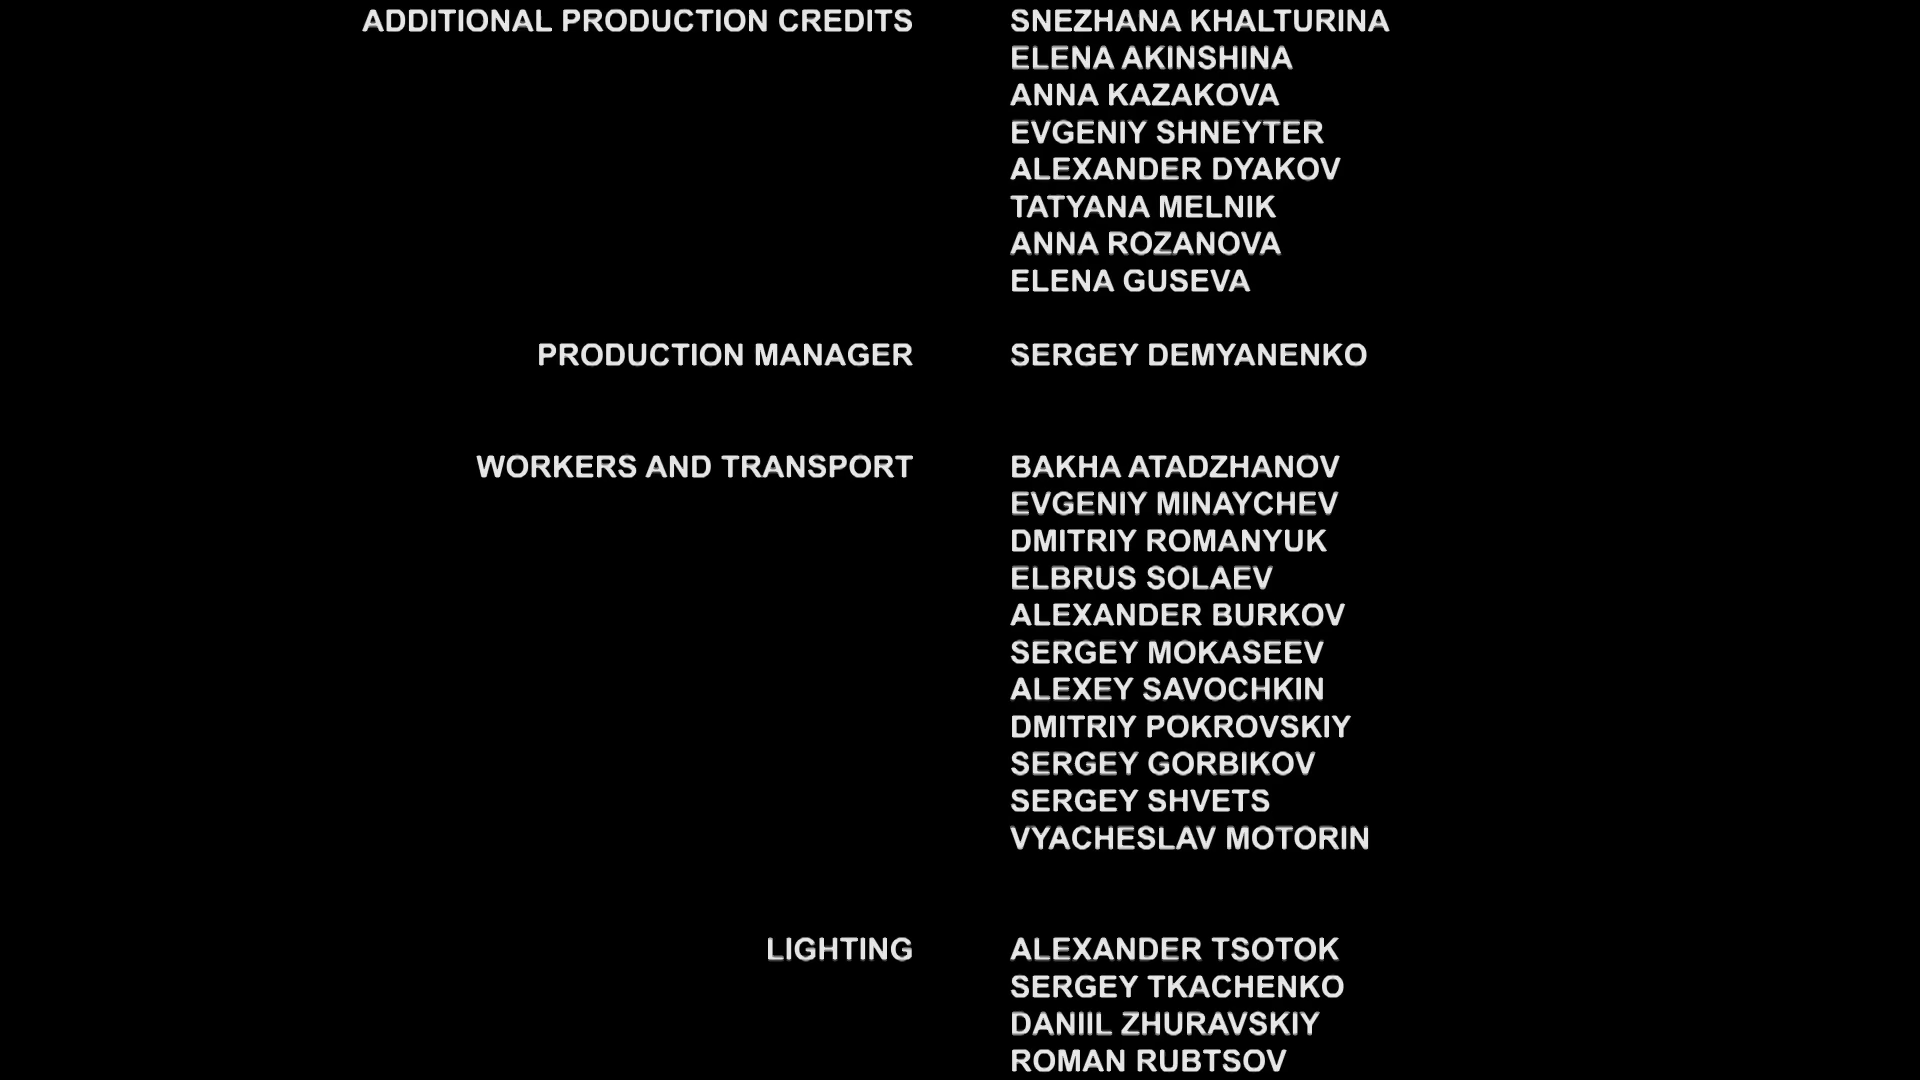 ADDITIONAL PRODUCTION CREDITS SNEZHANA KHALTURINA
ELENA AKINSHINA
ANNA KAZAKOVA
EVGENIY SHNEYTER
ALEXANDER DYAKOV
TATYANA MELNIK
ANNA ROZANOVA
ELENA GUSEVA
PRODUCTION MANAGER SERGEY DEMYANENKO
WORKERS AND TRANSPORT BAKHA ATADZHANOV
EVGENIY MINAYCHEV
DMITRIY ROMANYUK
ELBRUS SOLAEV
ALEXANDER BURKOV
SERGEY MOKASEEV
ALEXEY SAVOCHKIN
DMITRIY POKROVSKIY
SERGEY GORBIKOV
SERGEY SHVETS
VYACHESLAV MOTORIN
LIGHTING ALEXANDER TSOTOK
SERGEY TKACHENKO
DANIIL ZHURAVSKIY
ROMAN RUBTSOV